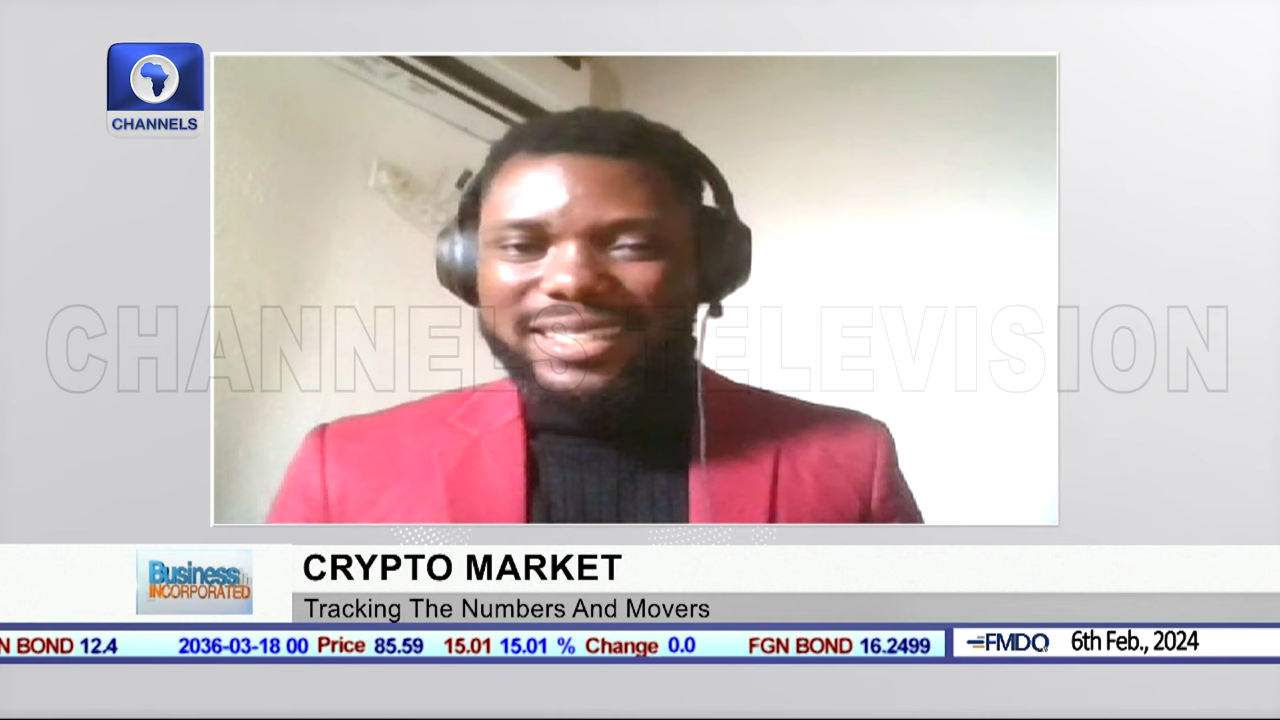 CHANNELS
CHANNELS TELEVISION
CRYPTO MARKET
Business
INCORPORATED
Tracking The Numbers And Movers
N BOND 12.4 2036-03-18 00 Price 85.59 15.01 15.01 % Change 0.0 FGN BOND 16.2499 FMDQ 6th Feb., 2024